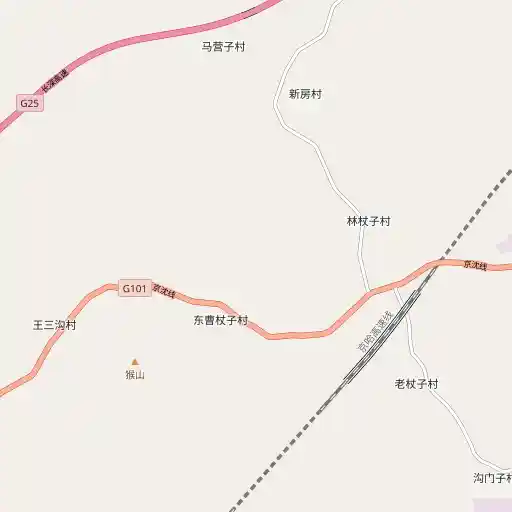 马营子村
长深高速
新房村
G25
林杖子村
京沈线
G101
京沈线
东曹杖子村
王三沟村
京哈高速线
猴山
老杖子村
沟门子村